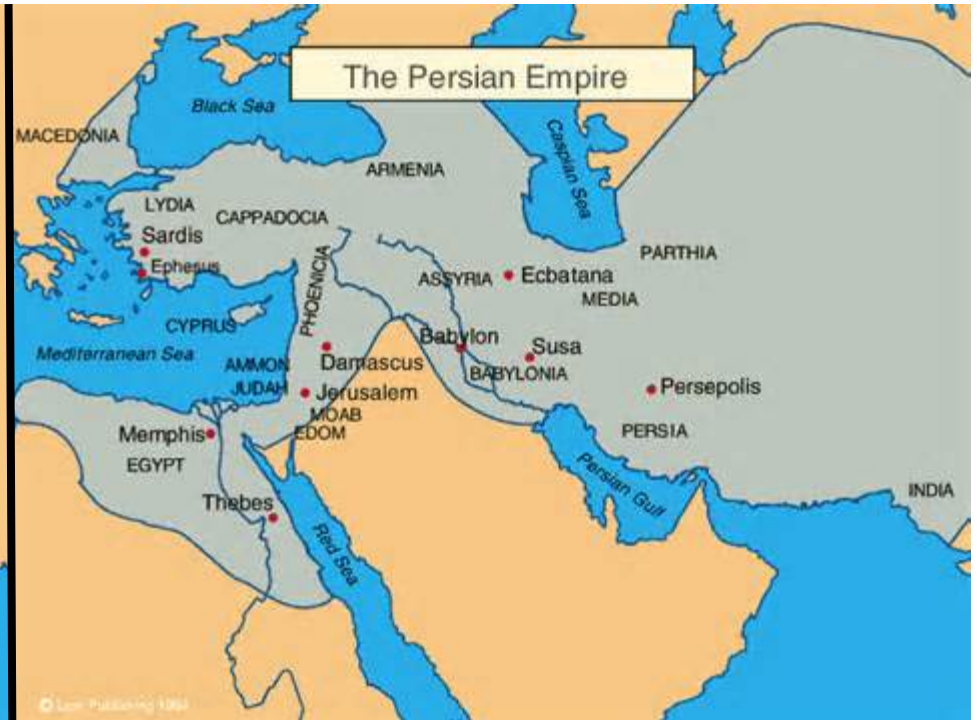 The Persian Empire
Black Sea
MACEDONIA
Caspian Sea
ARMENIA
LYDIA
CAPPADOCIA
Sardis
PARTHIA
Ephesus
PHOENICIA
ASSYRIA
Ecbatana
MEDIA
CYPRUS
Babylon
Mediterranean Sea
Susa
AMMON
Damascus
BABYLONIA
JUDAH
Jerusalem
Persepolis
MOAB
Memphis
EDOM
PERSIA
EGYPT
Persian Gulf
INDIA
Thebes
Red Sea
© Lion Publishing